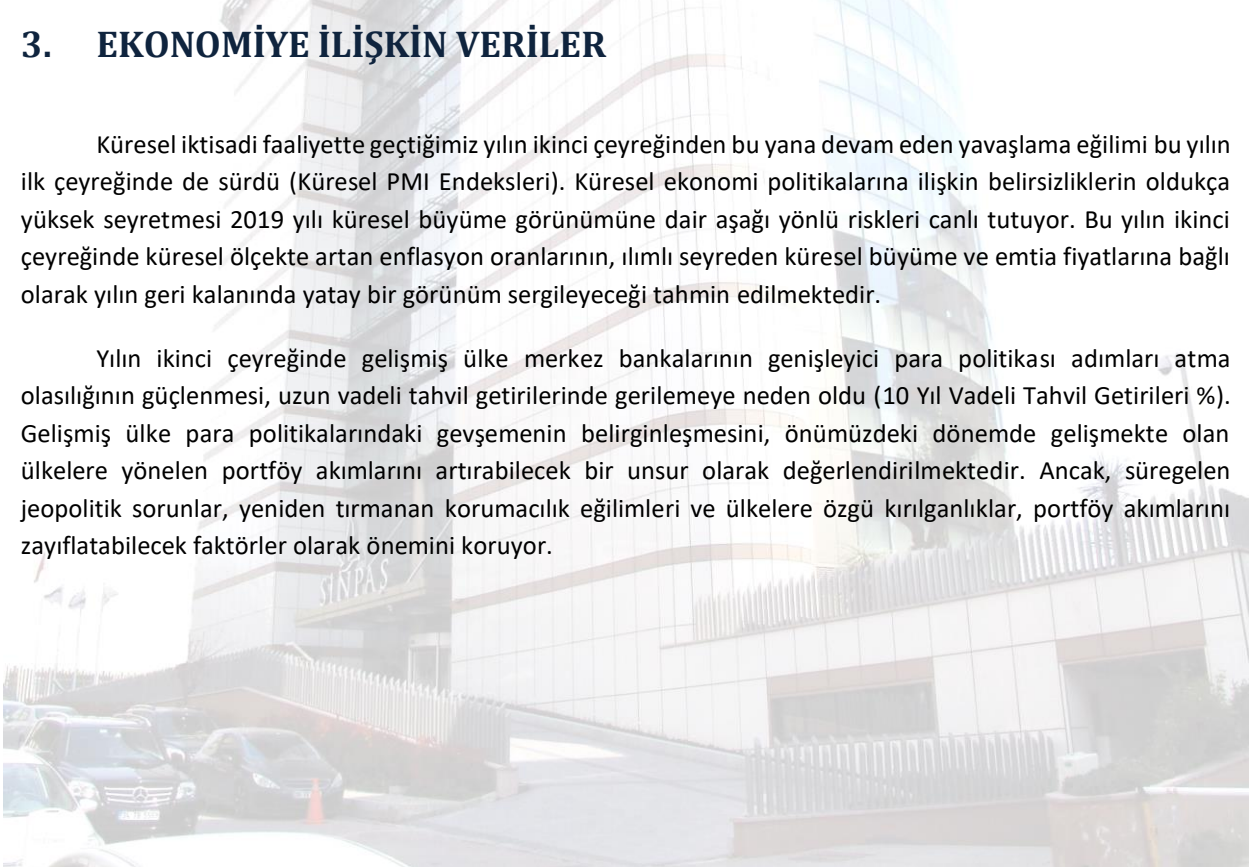 3. EKONOMİYE İLİŞKİN VERİLER
Küresel iktisadi faaliyette geçtiğimiz yılın ikinci çeyreğinden bu yana devam eden yavaşlama eğilimi bu yılın
ilk çeyreğinde de sürdü (Küresel PMI Endeksleri). Küresel ekonomi politikalarına ilişkin belirsizliklerin oldukça
yüksek seyretmesi 2019 yılı küresel büyüme görünümüne dair aşağı yönlü riskleri canlı tutuyor. Bu yılın ikinci
çeyreğinde küresel ölçekte artan enflasyon oranlarının, ılımlı seyreden küresel büyüme ve emtia fiyatlarına bağlı
olarak yılın geri kalanında yatay bir görünüm sergileyeceği tahmin edilmektedir.
Yılın ikinci çeyreğinde gelişmiş ülke merkez bankalarının genişleyici para politikası adımları atma
olasılığının güçlenmesi, uzun vadeli tahvil getirilerinde gerilemeye neden oldu (10 Yıl Vadeli Tahvil Getirileri %).
Gelişmiş ülke para politikalarındaki gevşemenin belirginleşmesini, önümüzdeki dönemde gelişmekte olan
ülkelere yönelen portföy akımlarını artırabilecek bir unsur olarak değerlendirilmektedir. Ancak, süregelen
jeopolitik sorunlar, yeniden tırmanan korumacılık eğilimleri ve ülkelere özgü kırılganlıklar, portföy akımlarını
zayıflatabilecek faktörler olarak önemini koruyor.
SİNPAŞ